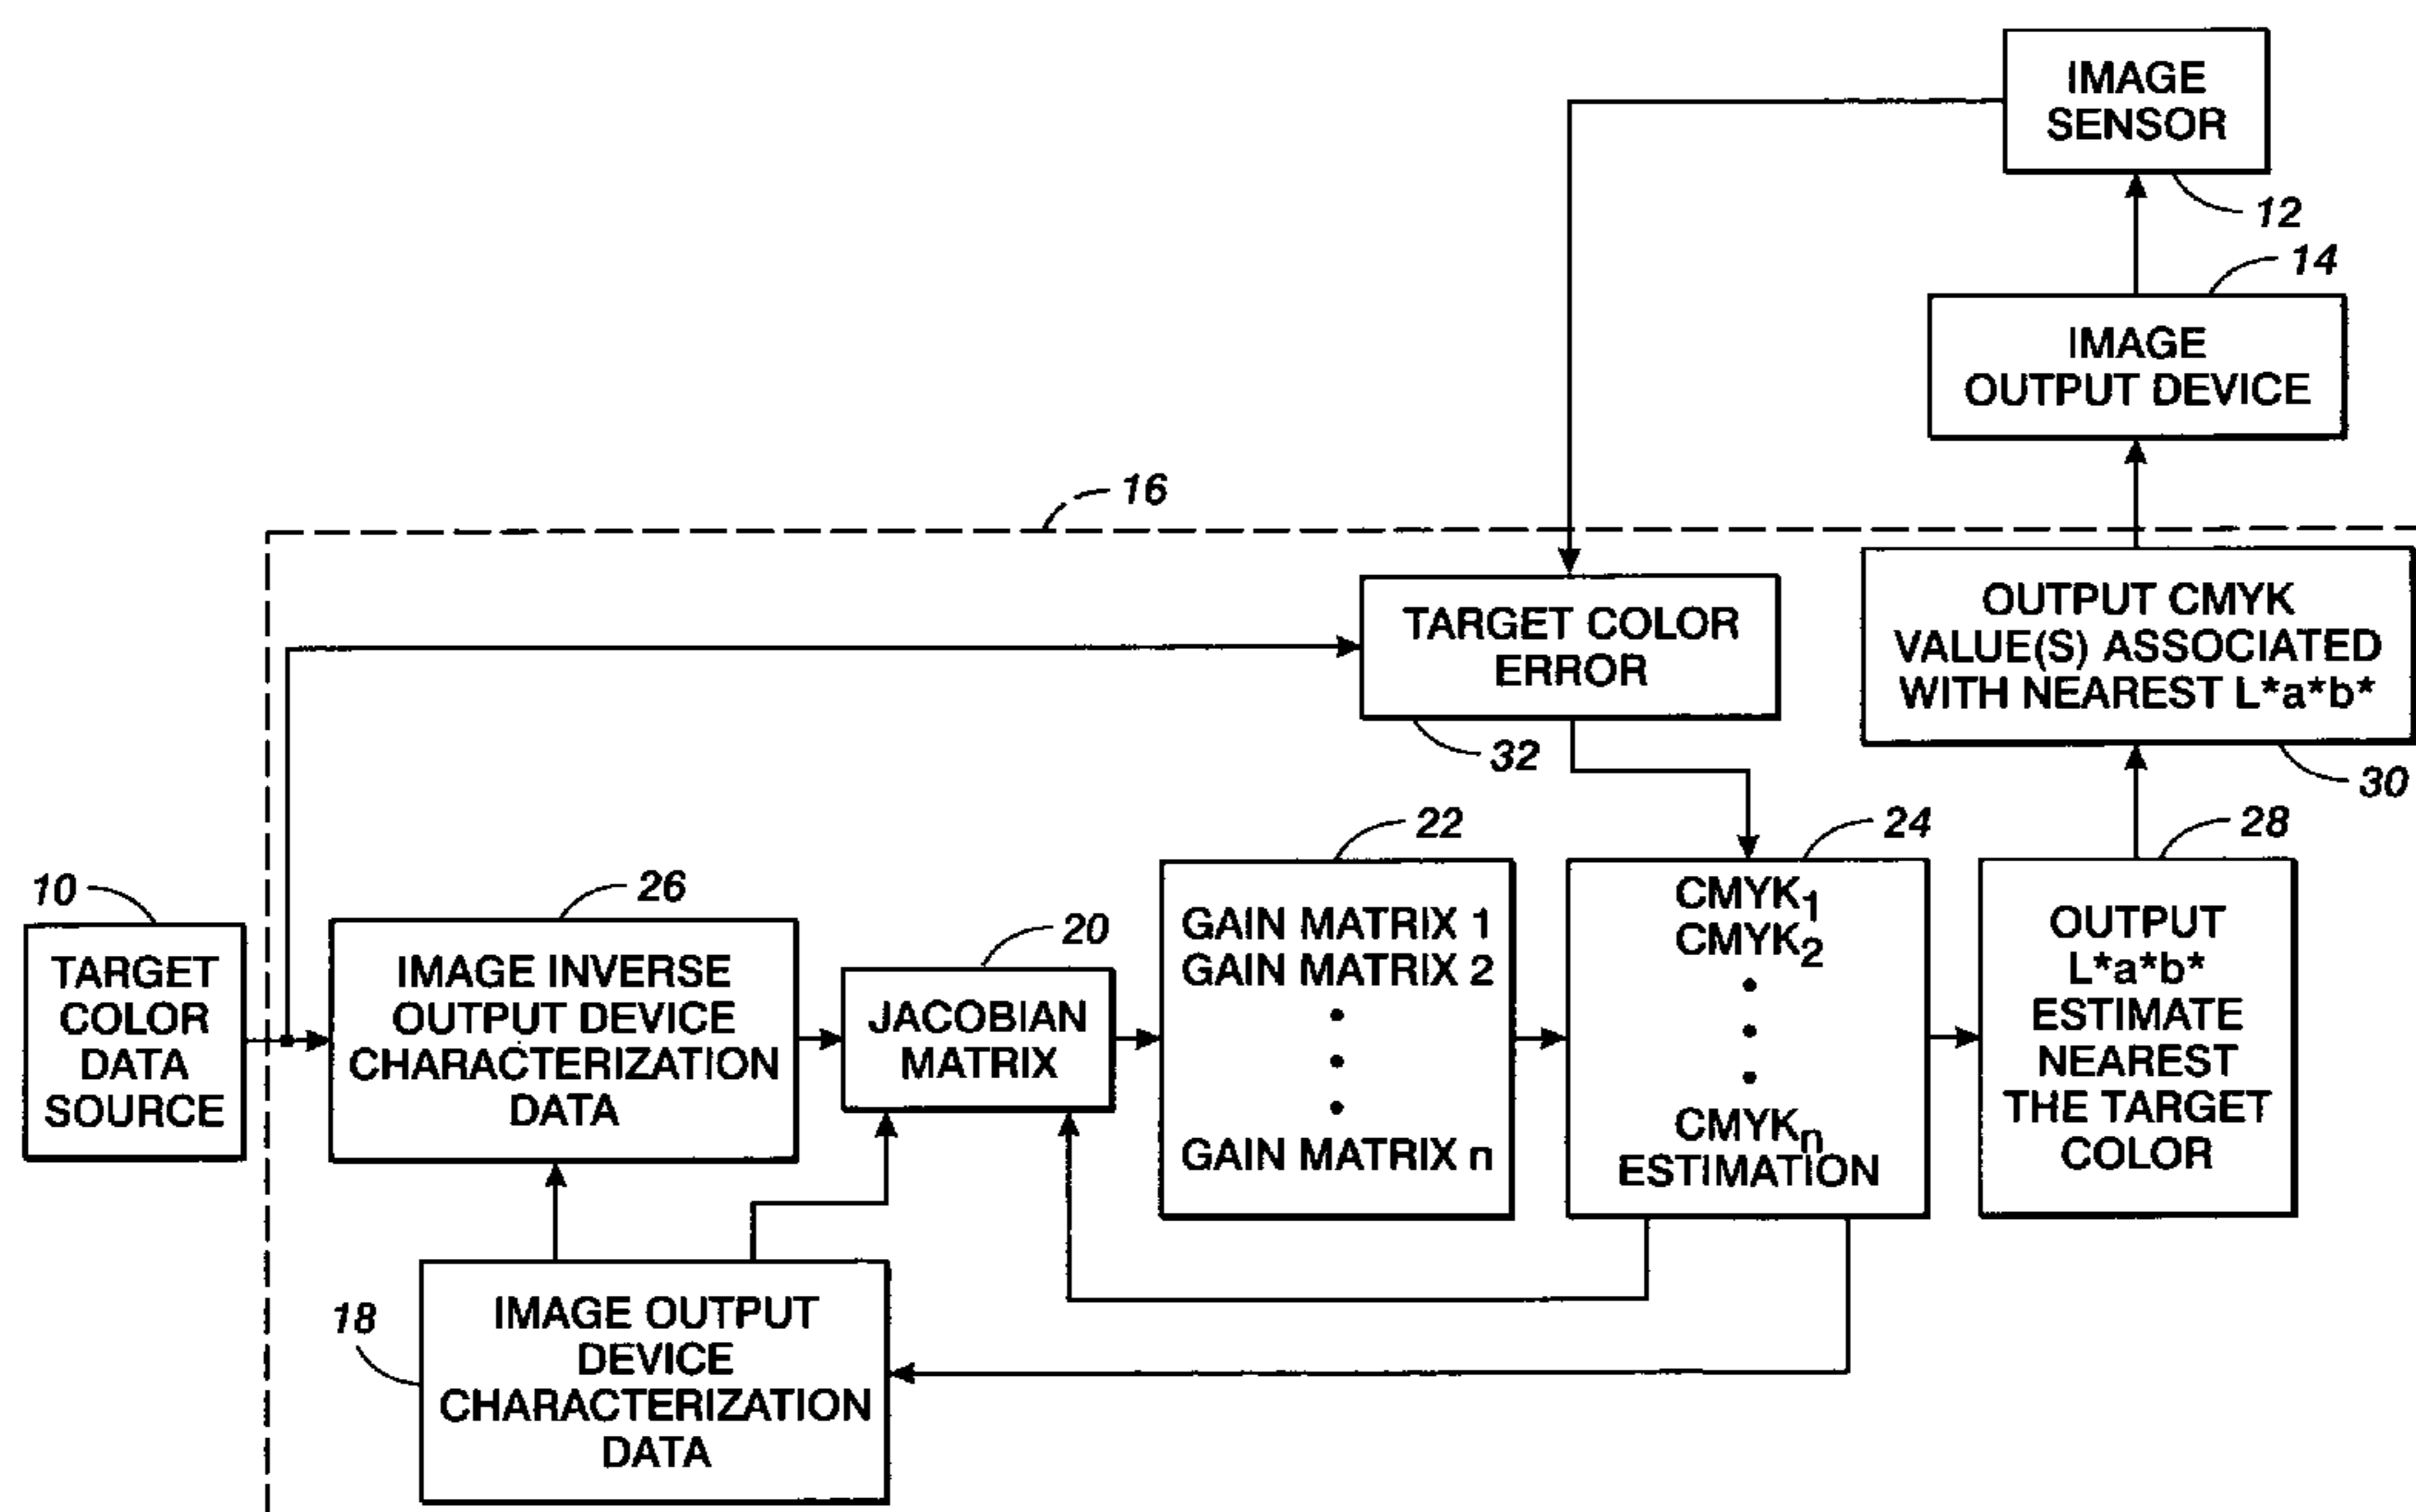 IMAGE
SENSOR
12
14
IMAGE
OUTPUT DEVICE
16
TARGET COLOR
ERROR
32
OUTPUT CMYK
VALUE(S) ASSOCIATED
WITH NEAREST L*a*b*
30
10
TARGET
COLOR
DATA
SOURCE
26
IMAGE INVERSE
OUTPUT DEVICE
CHARACTERIZATION
DATA
20
JACOBIAN
MATRIX
22
GAIN MATRIX 1
GAIN MATRIX 2
•
•
•
GAIN MATRIX n
24
CMYK₁
CMYK₂
•
•
•
CMYKₙ
ESTIMATION
28
OUTPUT
L*a*b*
ESTIMATE
NEAREST
THE TARGET
COLOR
18
IMAGE OUTPUT
DEVICE
CHARACTERIZATION
DATA